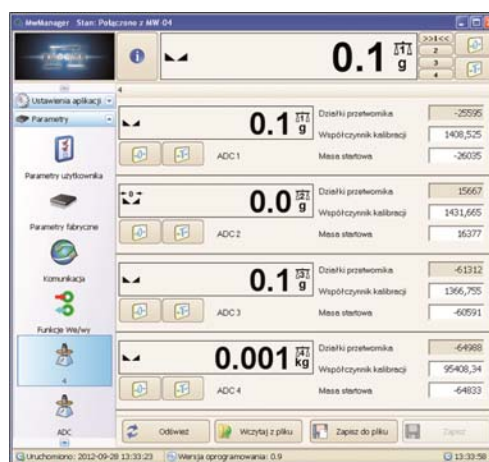 MwManager Stan: Połączono z MW-04
0.1 g
>>1<<
2
3
4
Ustawienia aplikacji
Parametry
Parametry użytkownika
Parametry fabryczne
Komunikacja
Funkcje We/wy
4
ADC
4
0.1 g
Działki przetwornika -25595
Współczynnik kalibracji 1408,525
ADC 1 Masa startowa -26035
0.0 g
Działki przetwornika 15667
Współczynnik kalibracji 1431,665
ADC 2 Masa startowa 16377
0.1 g
Działki przetwornika -61312
Współczynnik kalibracji 1366,755
ADC 3 Masa startowa -60591
0.001 kg
Działki przetwornika -64988
Współczynnik kalibracji 95408,34
ADC 4 Masa startowa -64833
Odśwież Wczytaj z pliku Zapisz do pliku Zapisz
Uruchomiono: 2012-09-28 13:33:23 Wersja oprogramowania: 0.9 13:33:58